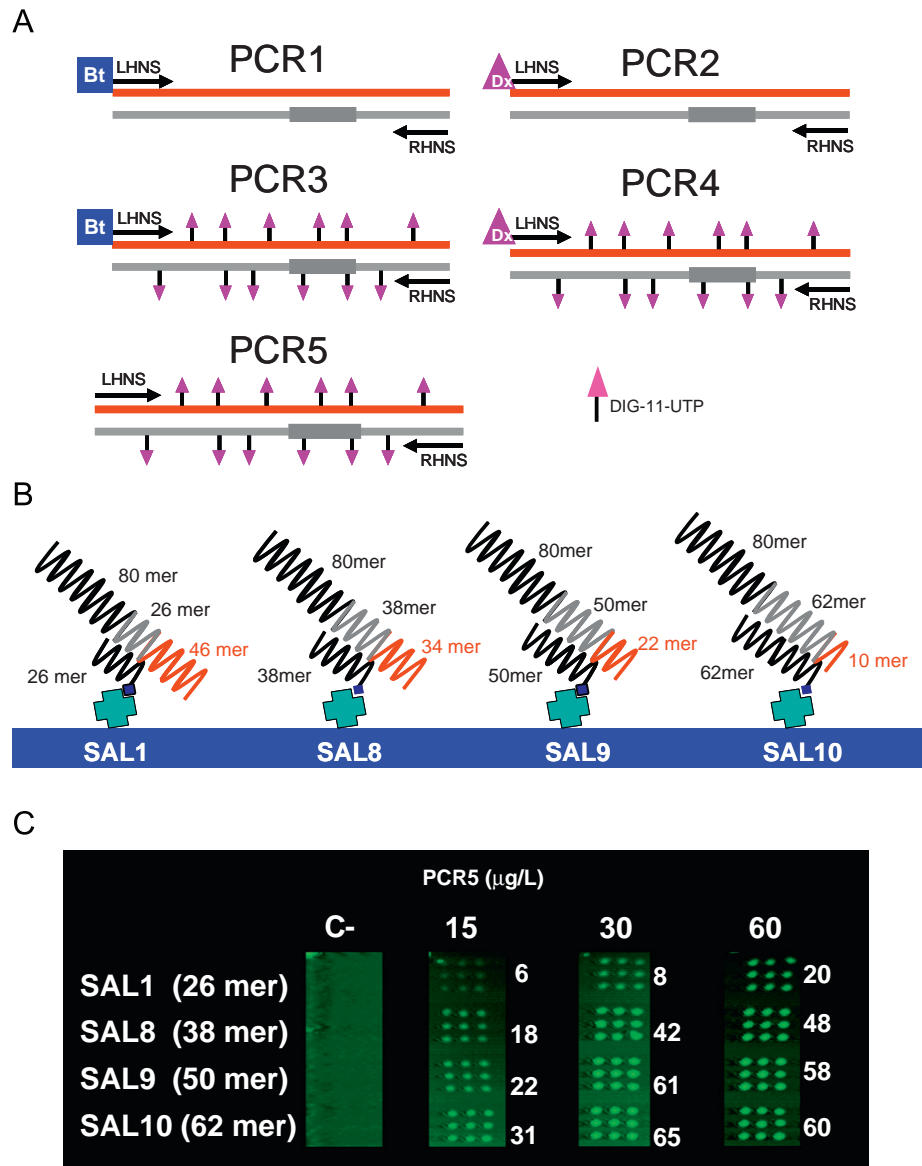 A
PCR1
Bt
LHNS
RHNS
PCR2
Dx
LHNS
RHNS
PCR3
Bt
LHNS
RHNS
PCR4
Dx
LHNS
RHNS
PCR5
LHNS
RHNS
DIG-11-UTP
B
80 mer
26 mer
46 mer
26 mer
SAL1
80mer
38mer
34 mer
38mer
SAL8
80mer
50mer
22 mer
50mer
SAL9
80mer
62mer
10 mer
62mer
SAL10
C
PCR5 (μg/L)
C- 15 30 60
SAL1 (26 mer) 6 8 20
SAL8 (38 mer) 18 42 48
SAL9 (50 mer) 22 61 58
SAL10 (62 mer) 31 65 60